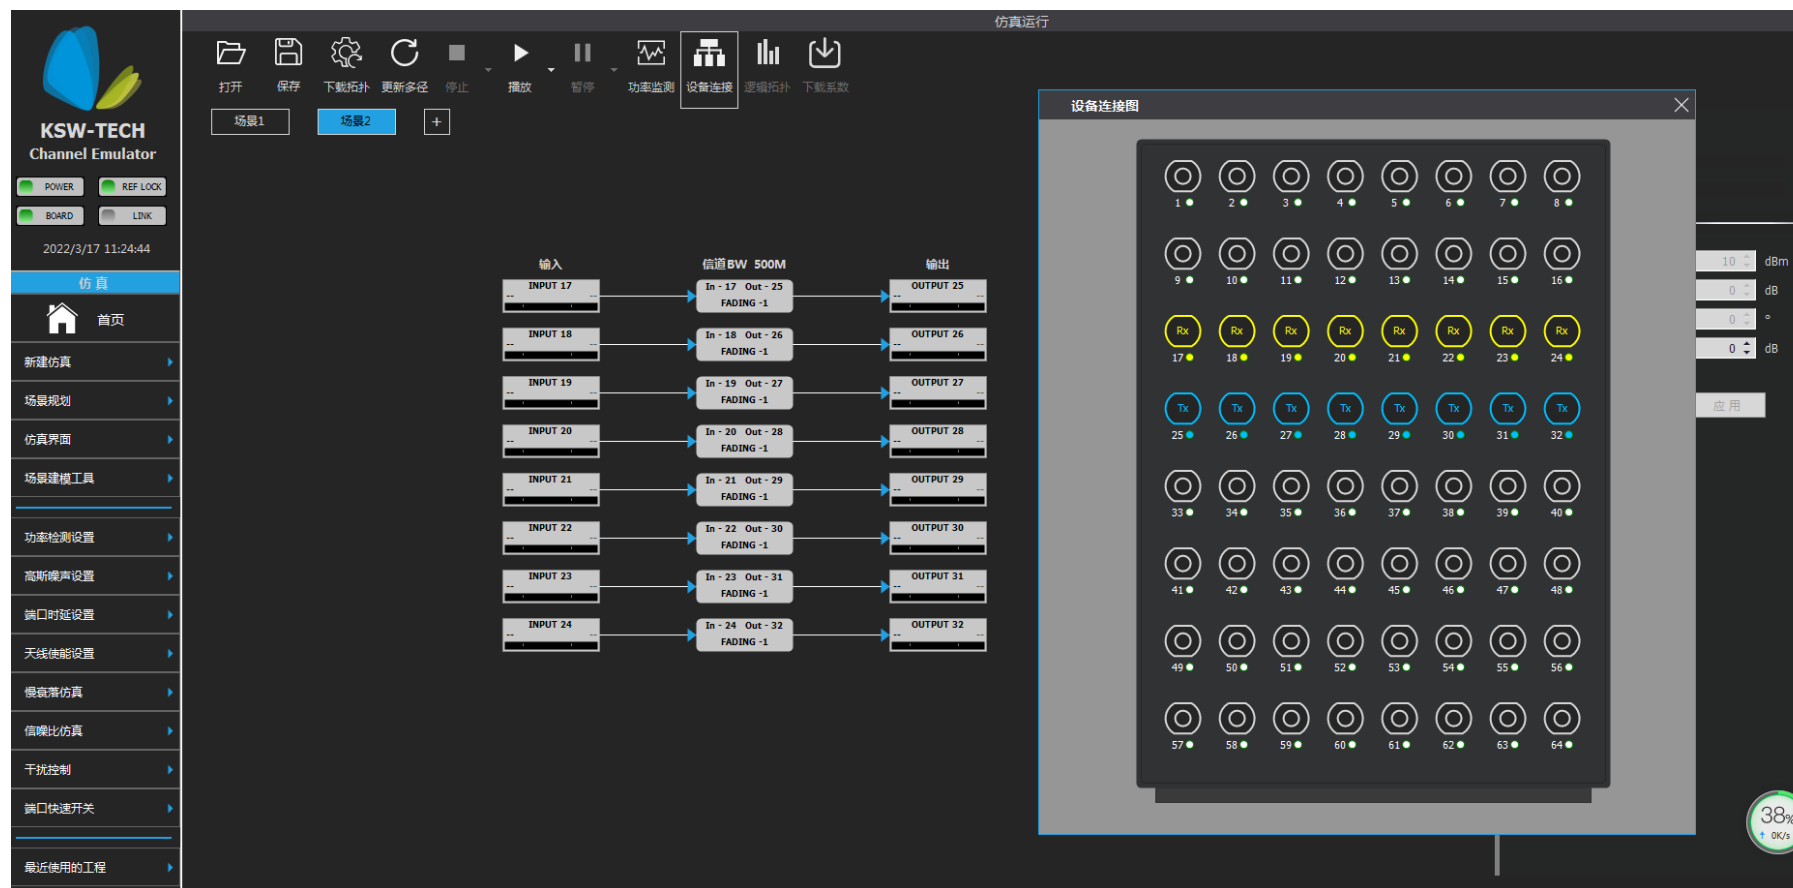 仿真运行
打开 保存 下载拓扑 更新多径 停止 播放 暂停 功率监测 设备连接 逻辑拓扑 下载系数
场景1 场景2 +
KSW-TECH
Channel Emulator
POWER REF LOCK
BOARD LINK
2022/3/17 11:24:44
仿 真
首页
新建仿真
场景规划
仿真界面
场景建模工具
功率检测设置
高斯噪声设置
端口时延设置
天线使能设置
慢衰落仿真
信噪比仿真
干扰控制
端口快速开关
最近使用的工程
输入 信道BW 500M 输出
INPUT 17 In - 17 Out - 25 OUTPUT 25
-- -- FADING -1 -- --
INPUT 18 In - 18 Out - 26 OUTPUT 26
-- -- FADING -1 -- --
INPUT 19 In - 19 Out - 27 OUTPUT 27
-- -- FADING -1 -- --
INPUT 20 In - 20 Out - 28 OUTPUT 28
-- -- FADING -1 -- --
INPUT 21 In - 21 Out - 29 OUTPUT 29
-- -- FADING -1 -- --
INPUT 22 In - 22 Out - 30 OUTPUT 30
-- -- FADING -1 -- --
INPUT 23 In - 23 Out - 31 OUTPUT 31
-- -- FADING -1 -- --
INPUT 24 In - 24 Out - 32 OUTPUT 32
-- -- FADING -1 -- --
设备连接图
1 2 3 4 5 6 7 8
9 10 11 12 13 14 15 16
Rx Rx Rx Rx Rx Rx Rx Rx
17 18 19 20 21 22 23 24
Tx Tx Tx Tx Tx Tx Tx Tx
25 26 27 28 29 30 31 32
33 34 35 36 37 38 39 40
41 42 43 44 45 46 47 48
49 50 51 52 53 54 55 56
57 58 59 60 61 62 63 64
10 dBm
0 dB
0 °
0 dB
应 用
38%
0K/s